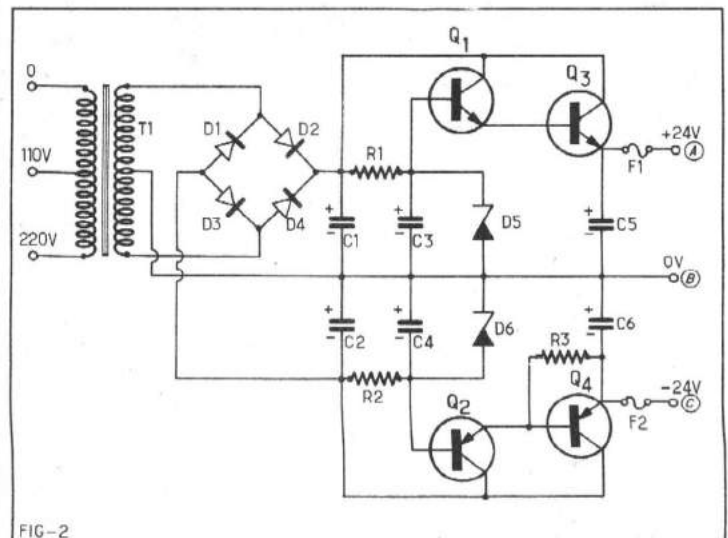 Q1
0
Q3
T1
D1
D2
+24V
A
110V
R1
F1
D3
D4
+
C1
-
+
C3
-
D5
+
C5
-
220V
0V
B
+
C2
-
+
C4
-
D6
+
C6
-
R3
R2
Q2
Q4
-24V
C
F2
FIG-2